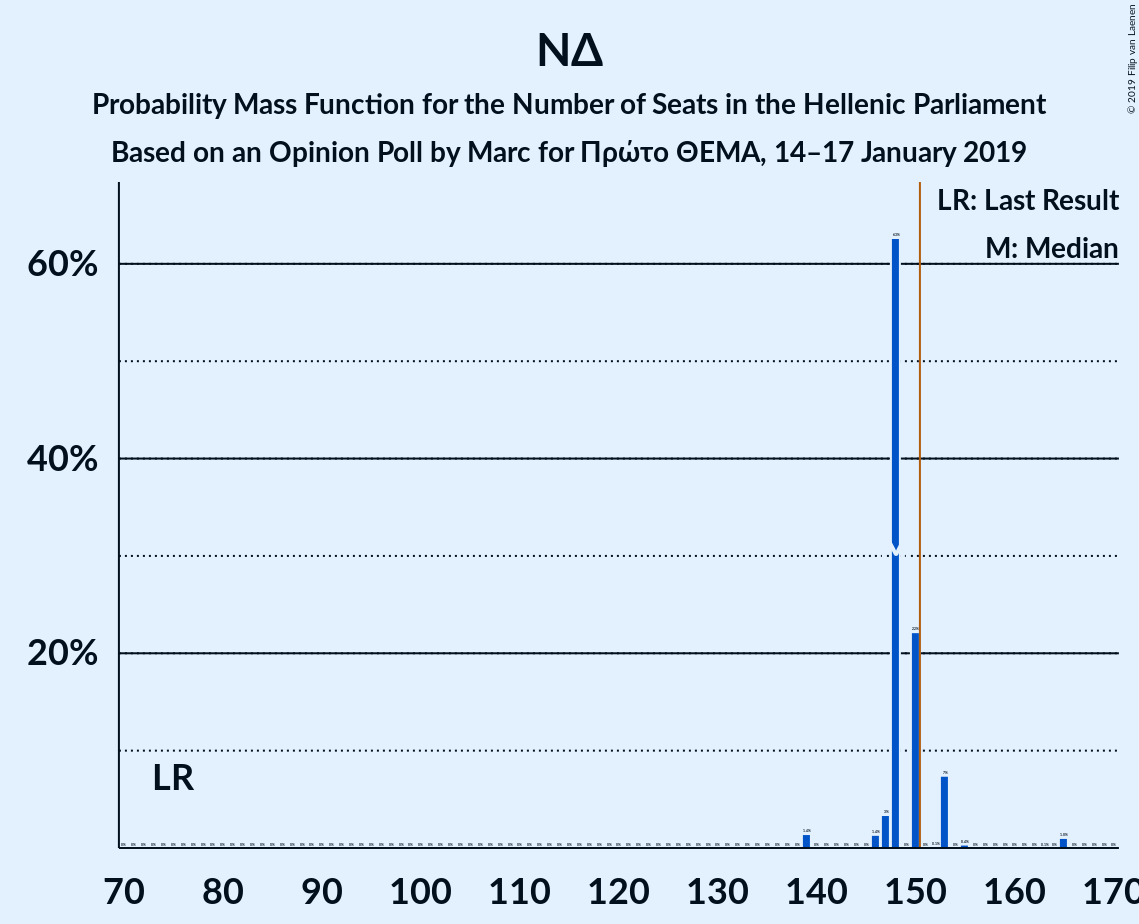 ΝΔ
Probability Mass Function for the Number of Seats in the Hellenic Parliament
Based on an Opinion Poll by Marc for Πρώτο ΘΕΜΑ, 14–17 January 2019
© 2019 Filip van Laenen
LR: Last Result
M: Median
60%
40%
20%
LR
M
70 80 90 100 110 120 130 140 150 160 170